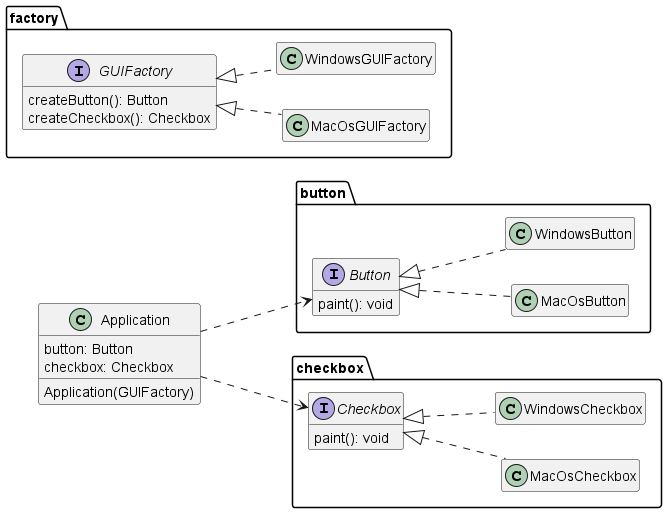 factory
I GUIFactory
createButton(): Button
createCheckbox(): Checkbox
C WindowsGUIFactory
C MacOsGUIFactory
button
C WindowsButton
I Button
paint(): void
C MacOsButton
C Application
button: Button
checkbox: Checkbox
Application(GUIFactory)
checkbox
I Checkbox
paint(): void
C WindowsCheckbox
C MacOsCheckbox